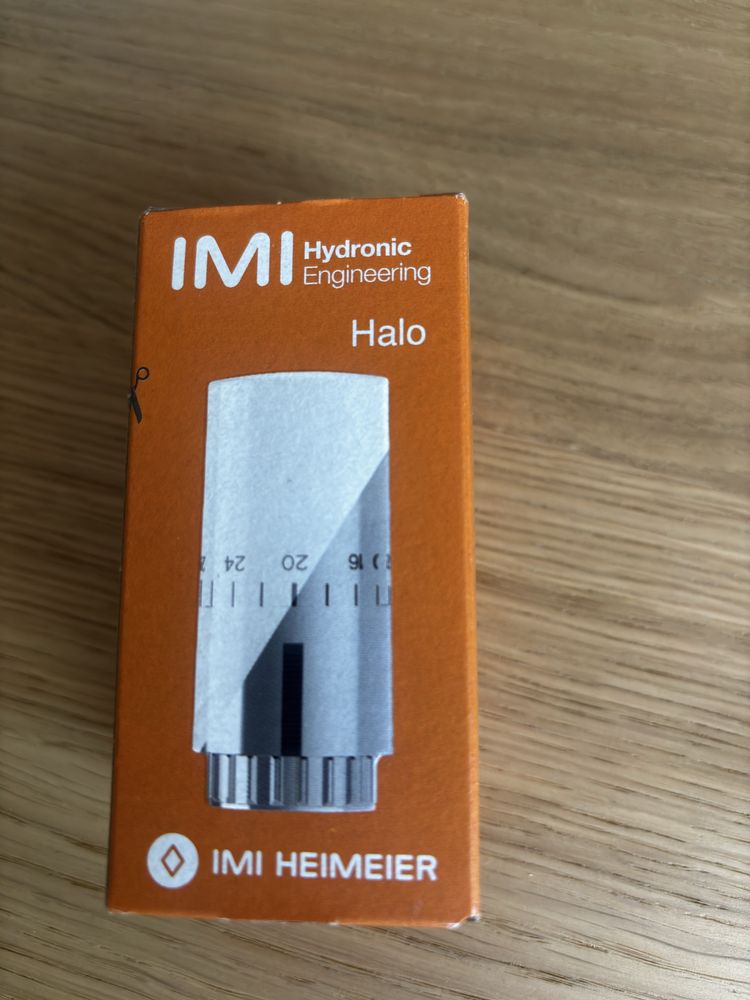 IMI Hydronic
Engineering
Halo
24 20 16
IMI HEIMEIER